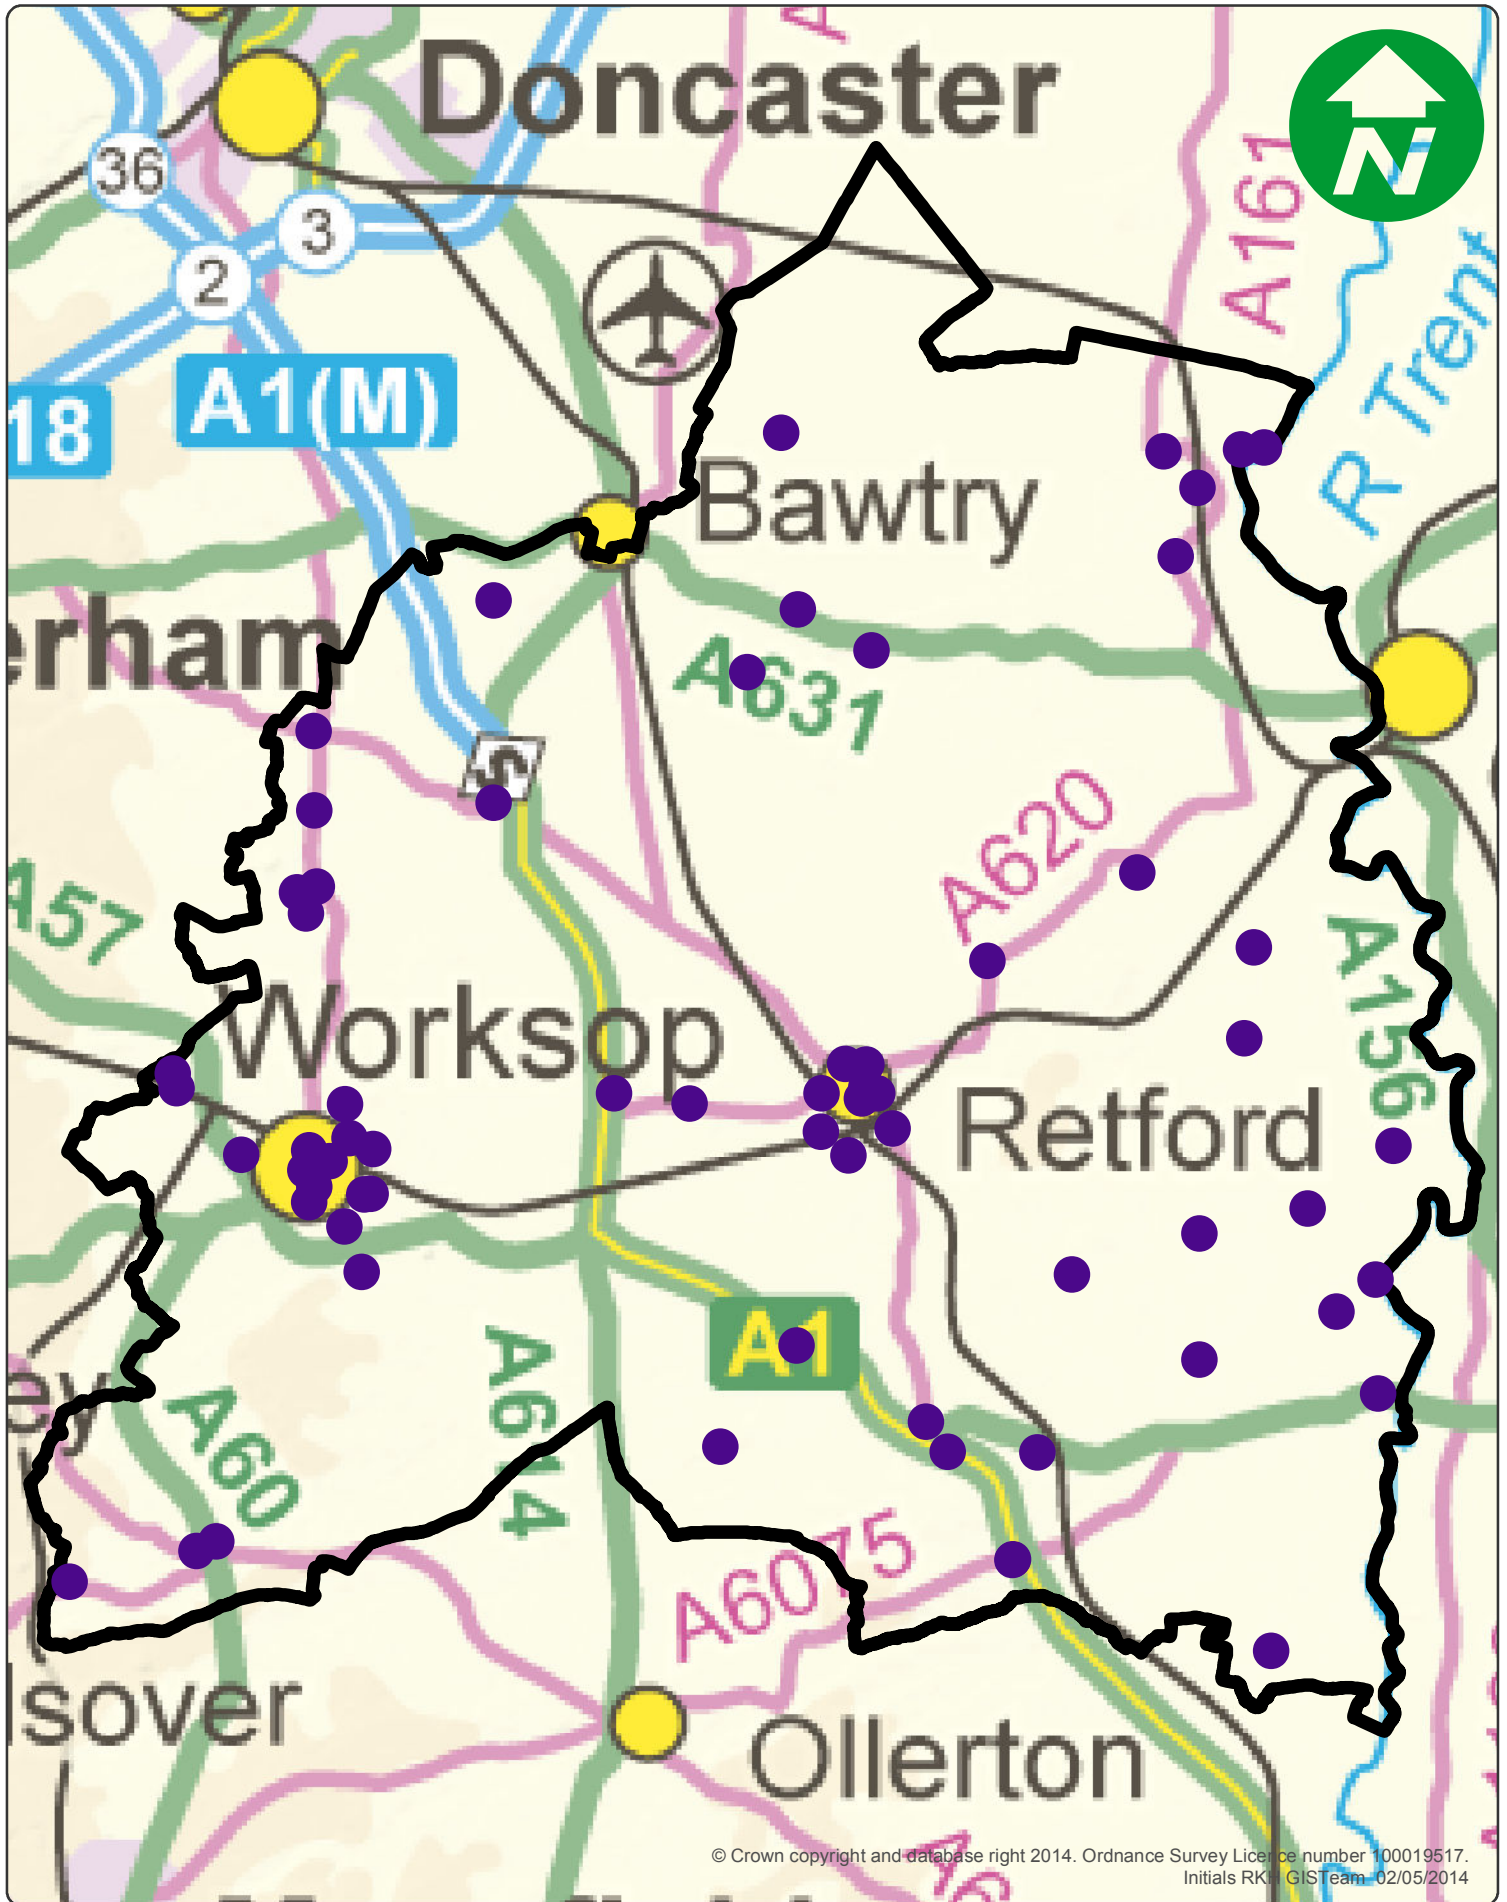 Doncaster
36
3
2
A161
R Trent
18
A1(M)
Bawtry
erham
A631
S
A620
A57
A156
Worksop
Retford
A1
A614
ey
A60
A6075
lsover
Ollerton
A6
N
© Crown copyright and database right 2014. Ordnance Survey Licence number 100019517.
Initials RKH GISTeam 02/05/2014